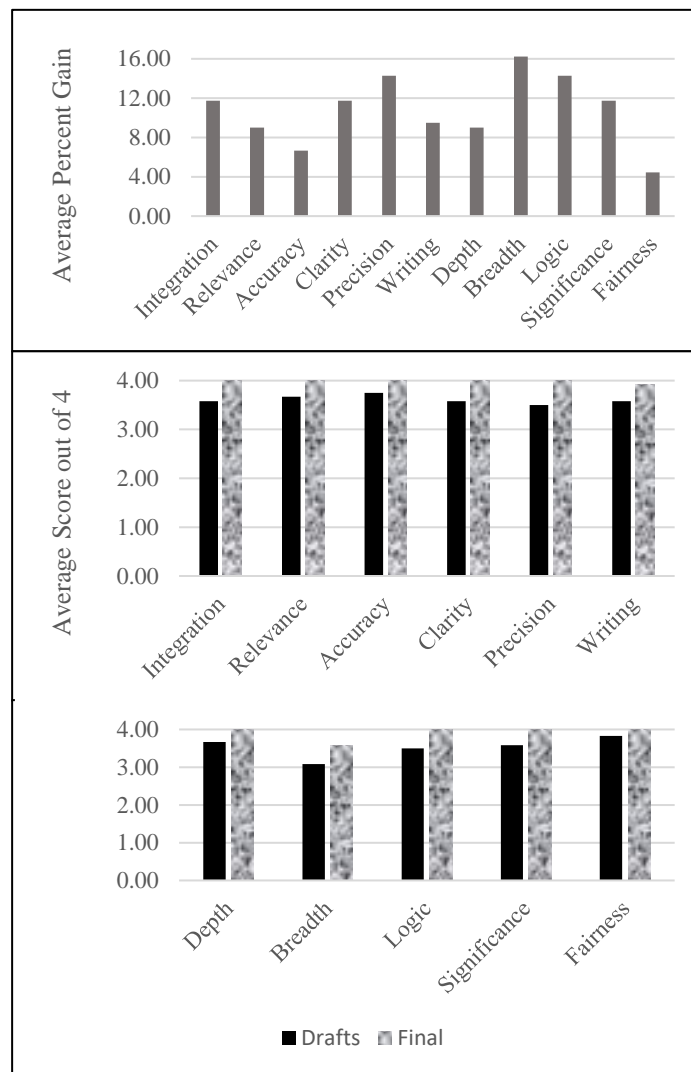 Average Percent Gain
16.00
12.00
8.00
4.00
0.00
Integration
Relevance
Accuracy
Clarity
Precision
Writing
Depth
Breadth
Logic
Significance
Fairness
Average Score out of 4
4.00
3.00
2.00
1.00
0.00
Integration
Relevance
Accuracy
Clarity
Precision
Writing
4.00
3.00
2.00
1.00
0.00
Depth
Breadth
Logic
Significance
Fairness
Drafts Final